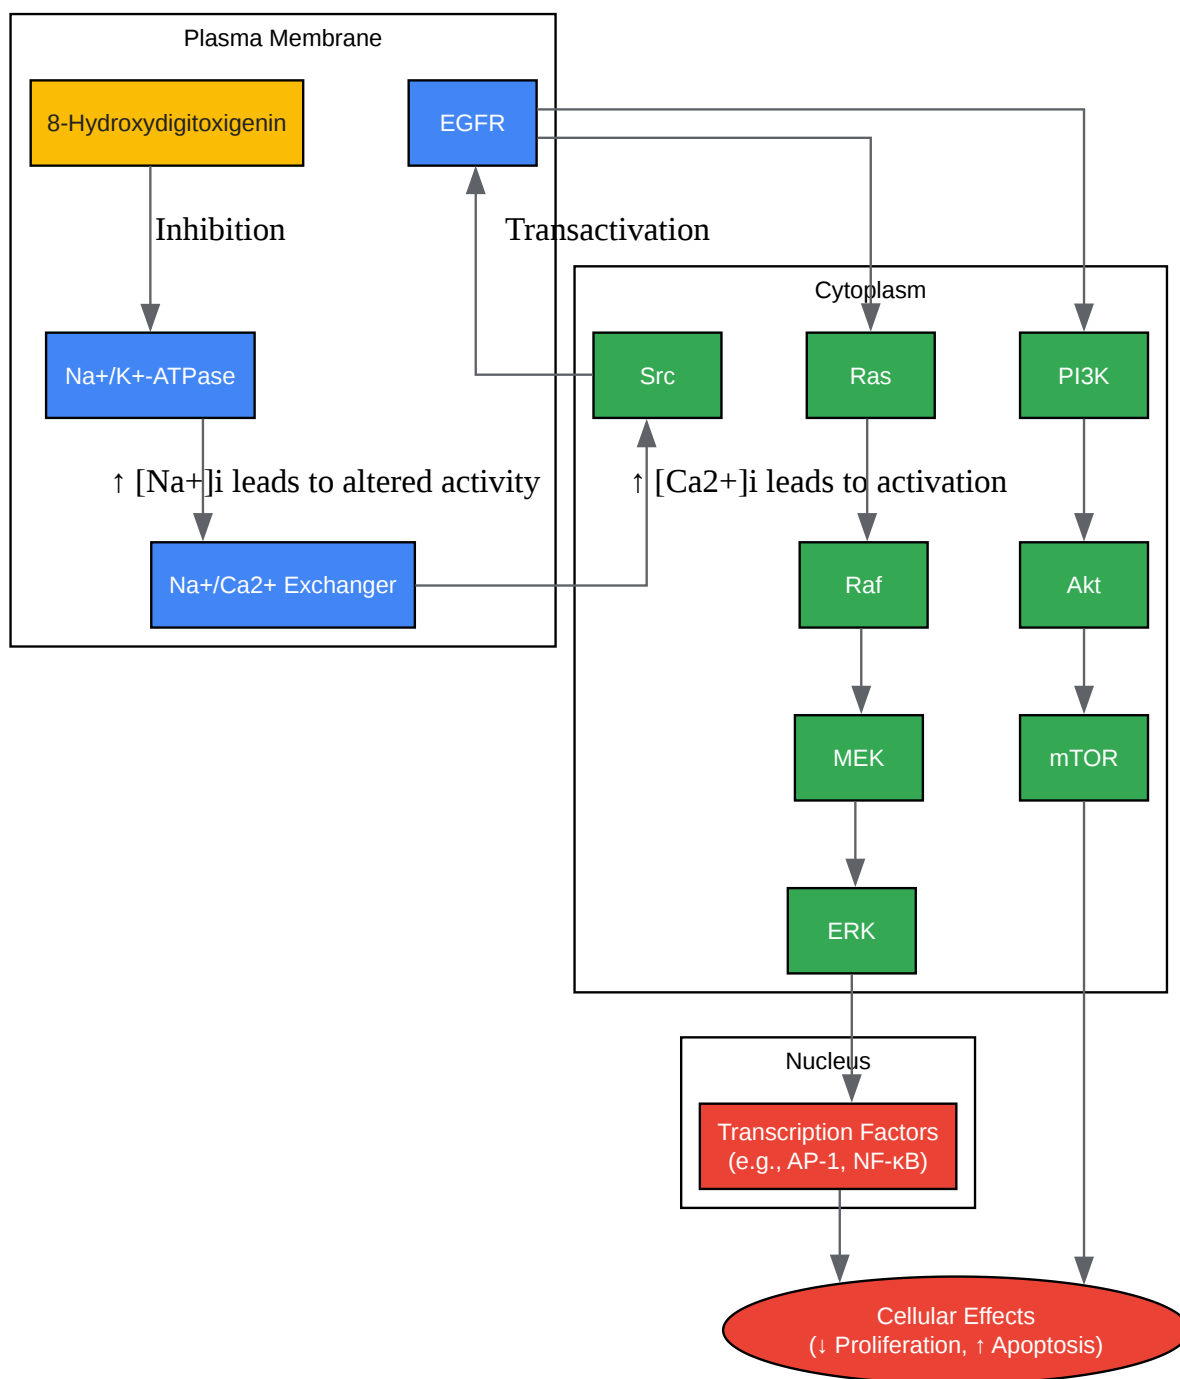 Plasma Membrane
8-Hydroxydigitoxigenin
EGFR
Inhibition
Transactivation
Cytoplasm
Na+/K+-ATPase
Src
Ras
PI3K
↑ [Na+]i leads to altered activity
↑ [Ca2+]i leads to activation
Na+/Ca2+ Exchanger
Raf
Akt
MEK
mTOR
ERK
Nucleus
Transcription Factors
(e.g., AP-1, NF-κB)
Cellular Effects
(↓ Proliferation, ↑ Apoptosis)